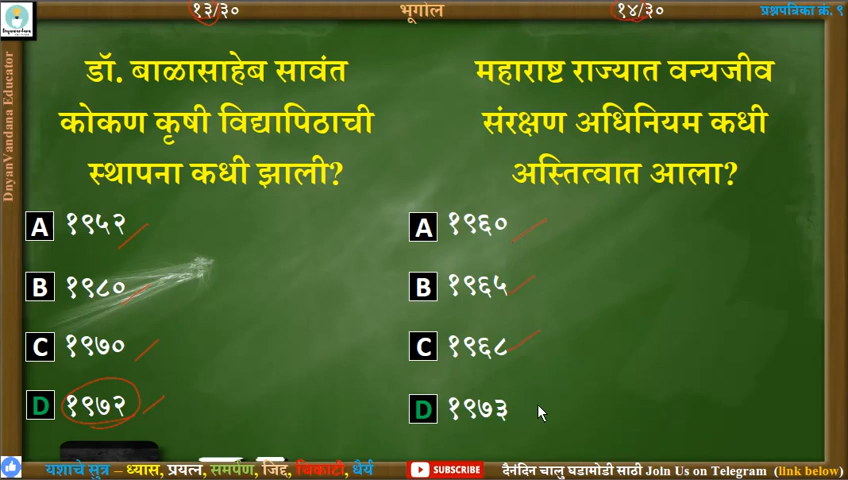 १३/३०
भूगोल
१४/३०
प्रश्नपत्रिका क्रं. ९
DnyanVandana Educator
डॉ. बाळासाहेब सावंत
कोकण कृषी विद्यापिठाची
स्थापना कधी झाली?
A १९५२
B १९८०
C १९७०
D १९७२
महाराष्ट राज्यात वन्यजीव
संरक्षण अधिनियम कधी
अस्तित्वात आला?
A १९६०
B १९६५
C १९६८
D १९७३
यशाचे सुत्र – ध्यास, प्रयत्न, समर्पण, जिद्द, चिकाटी, धैर्य
SUBSCRIBE
दैनंदिन चालु घडामोडी साठी Join Us on Telegram (link below)